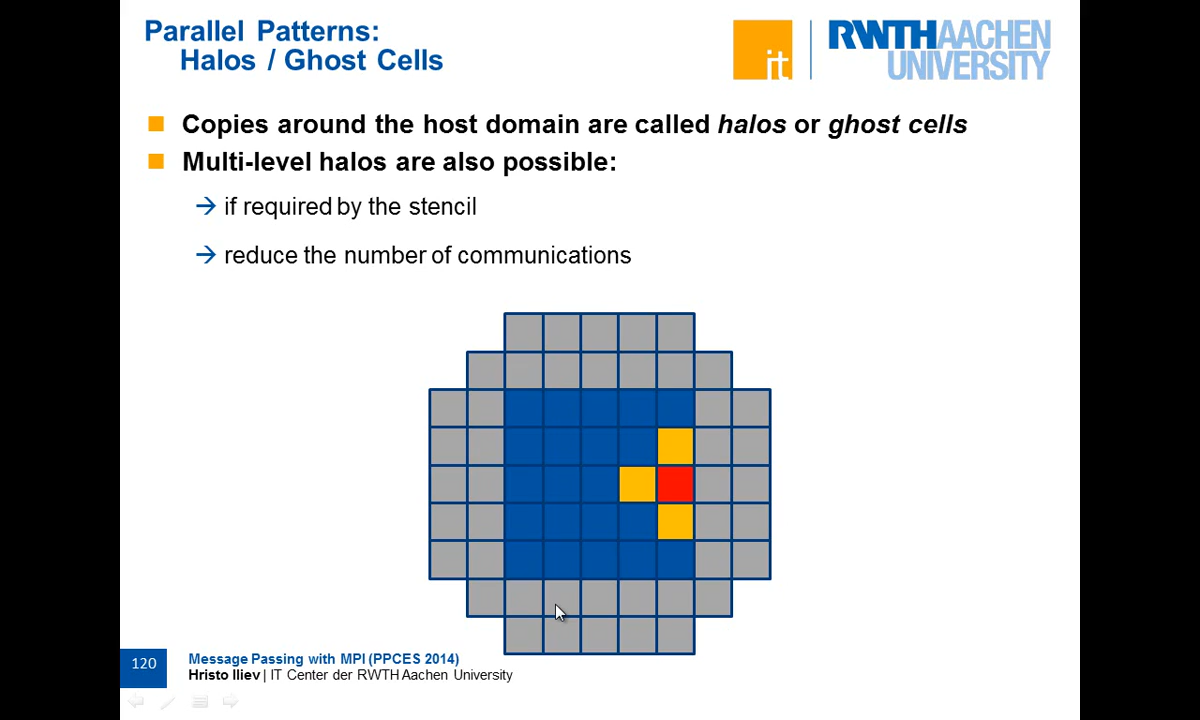 Parallel Patterns:
Halos / Ghost Cells
it
RWTHAACHEN
UNIVERSITY
Copies around the host domain are called halos or ghost cells
Multi-level halos are also possible:
→ if required by the stencil
→ reduce the number of communications
120
Message Passing with MPI (PPCES 2014)
Hristo Iliev | IT Center der RWTH Aachen University